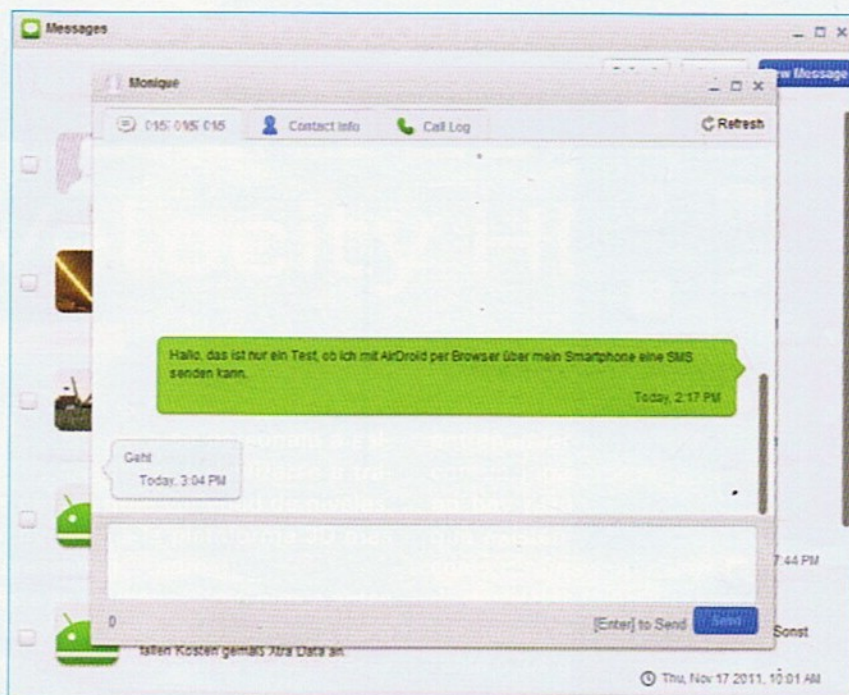 Messages
New Message
Monique
015 015 015
Contact Info
Call Log
Refresh
Hallo, das ist nur ein Test, ob ich mit AirDroid per Browser über mein Smartphone eine SMS
senden kann.
Today, 2:17 PM
Geht
Today, 3:04 PM
7:44 PM
0
[Enter] to Send
Send
Sonst
fallen Kosten gemäß Xtra Data an.
Thu, Nov 17 2011, 10:01 AM